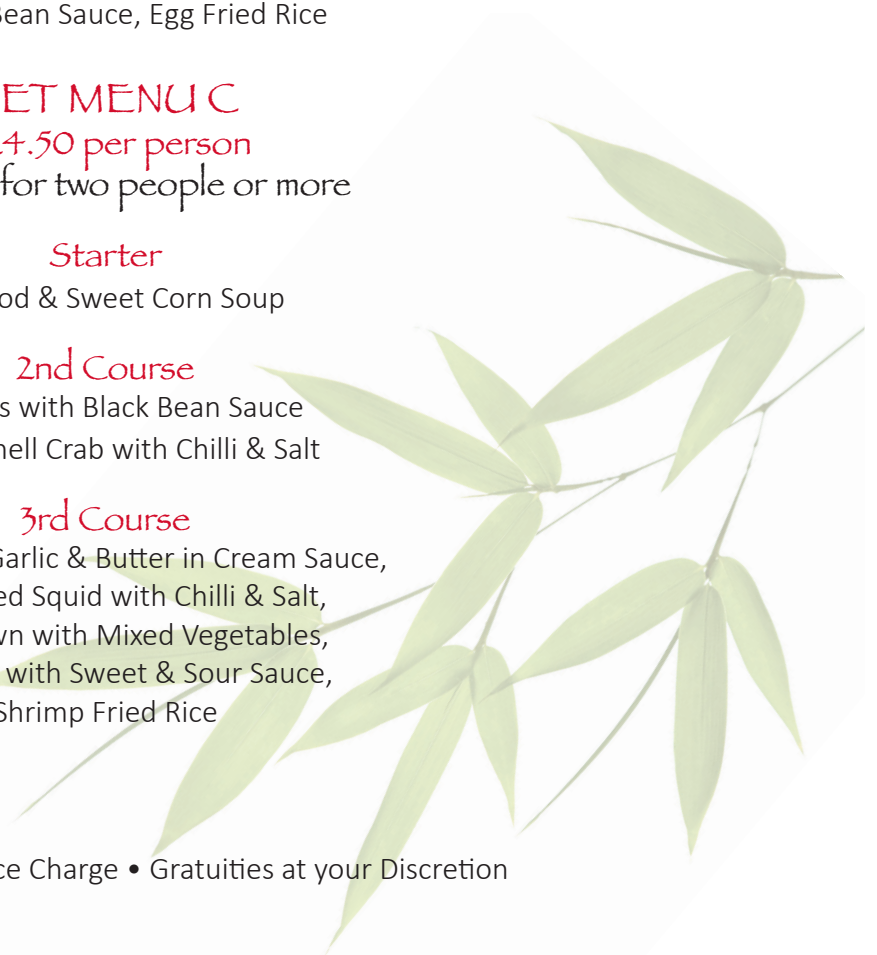 Bean Sauce, Egg Fried Rice
ET MENU C
4.50 per person
for two people or more
Starter
od & Sweet Corn Soup
2nd Course
s with Black Bean Sauce
hell Crab with Chilli & Salt
3rd Course
Garlic & Butter in Cream Sauce,
ed Squid with Chilli & Salt,
wn with Mixed Vegetables,
with Sweet & Sour Sauce,
Shrimp Fried Rice
ce Charge • Gratuities at your Discretion